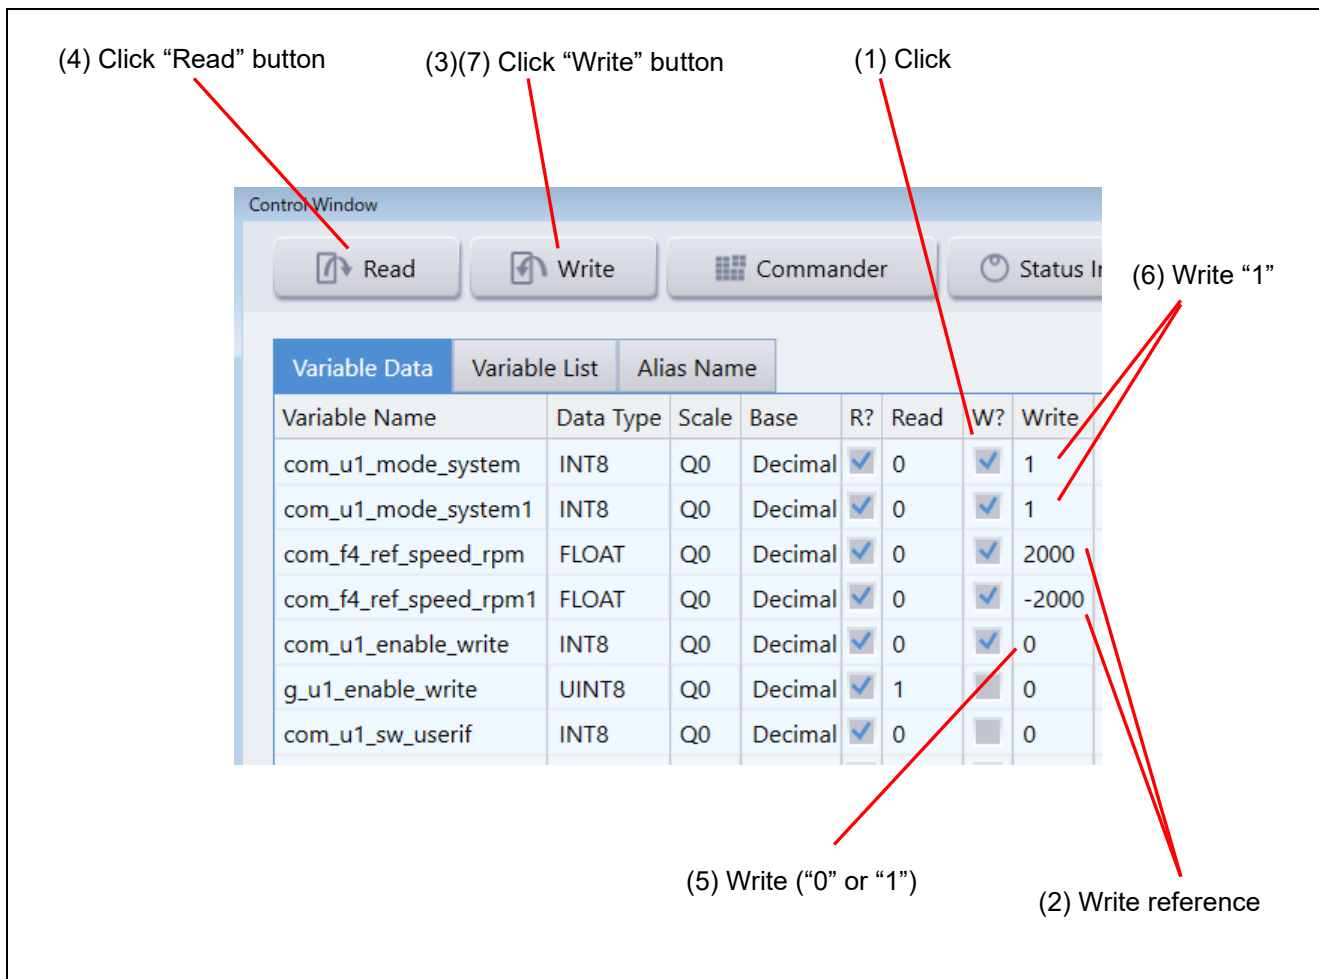 (4) Click “Read” button
(3)(7) Click “Write” button
(1) Click
Control Window
Read
Write
Commander
Status In
(6) Write “1”
Variable Data
Variable List
Alias Name
Variable Name Data Type Scale Base R? Read W? Write
com_u1_mode_system INT8 Q0 Decimal 0 1
com_u1_mode_system1 INT8 Q0 Decimal 0 1
com_f4_ref_speed_rpm FLOAT Q0 Decimal 0 2000
com_f4_ref_speed_rpm1 FLOAT Q0 Decimal 0 -2000
com_u1_enable_write INT8 Q0 Decimal 0 0
g_u1_enable_write UINT8 Q0 Decimal 1 0
com_u1_sw_userif INT8 Q0 Decimal 0 0
(5) Write (“0” or “1”)
(2) Write reference